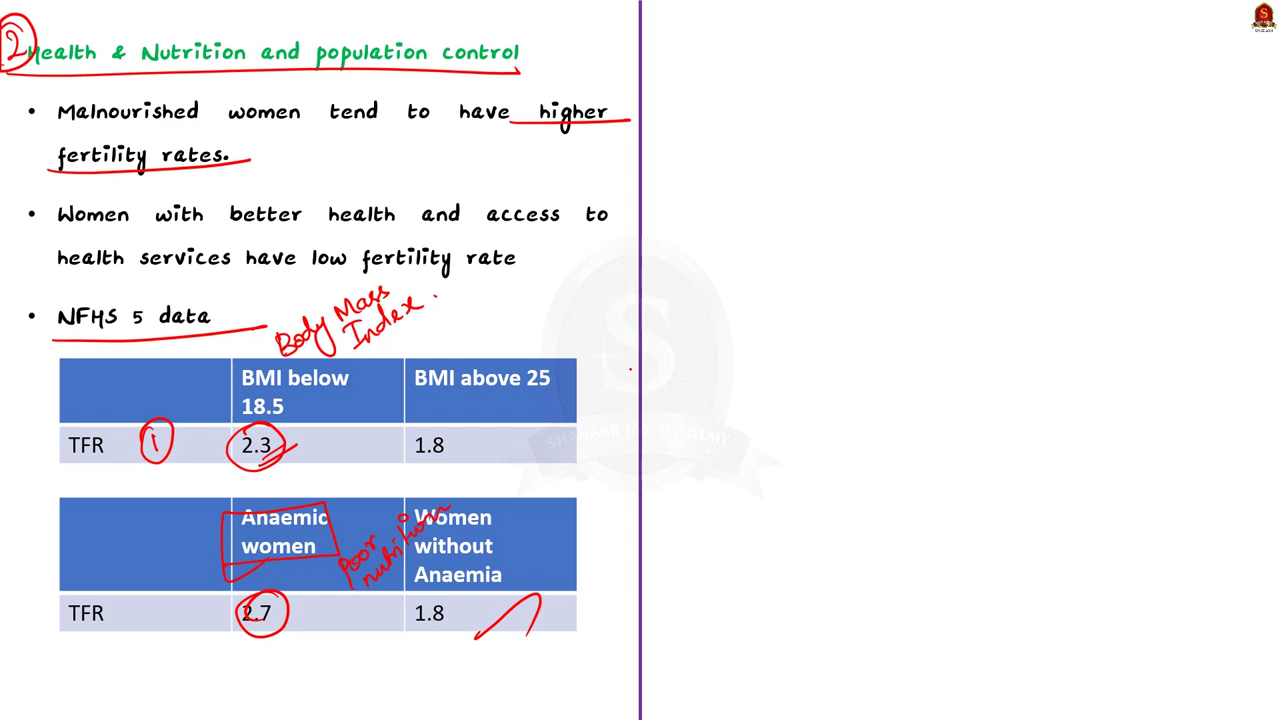 2
Health & Nutrition and population control
• Malnourished women tend to have higher
fertility rates.
• Women with better health and access to
health services have low fertility rate
• NFHS 5 data
Body Mass
Index
BMI below
18.5
BMI above 25
TFR 1 2.3 1.8
Anaemic
women
Poor
nutrition
Women
without
Anaemia
TFR 2.7 1.8
SHANKAR IAS ACADEMY